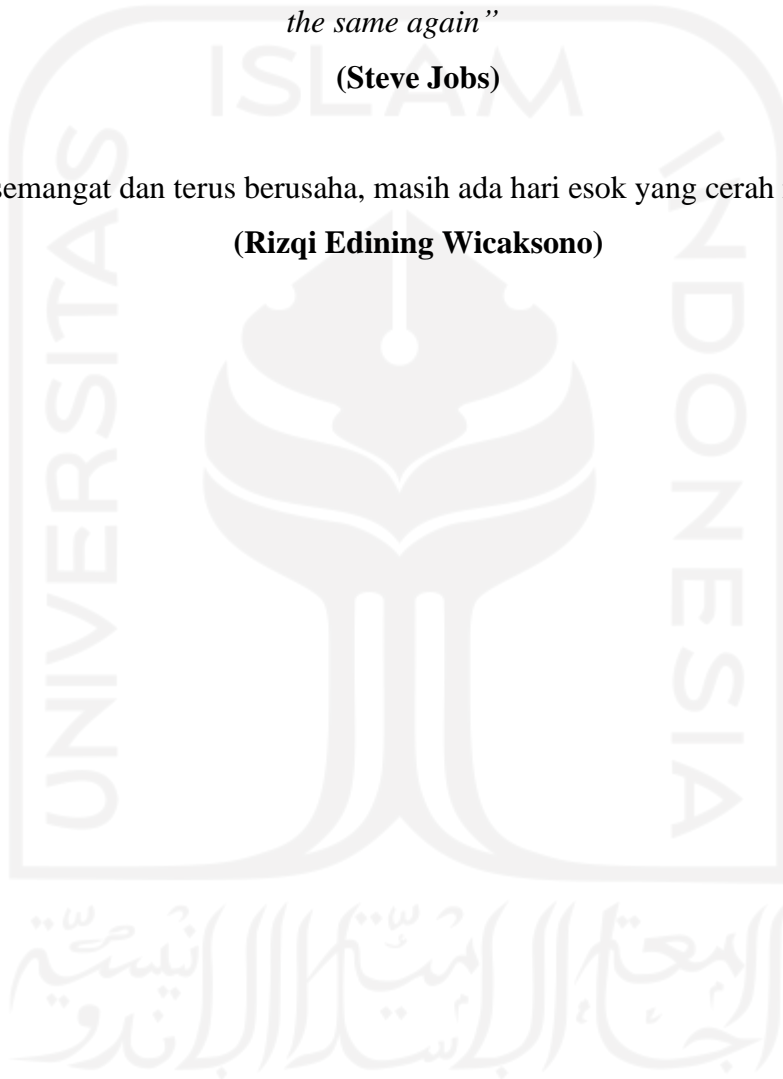 the same again”
(Steve Jobs)
semangat dan terus berusaha, masih ada hari esok yang cerah
(Rizqi Edining Wicaksono)
ISLAM
UNIVERSITAS
INDONESIA